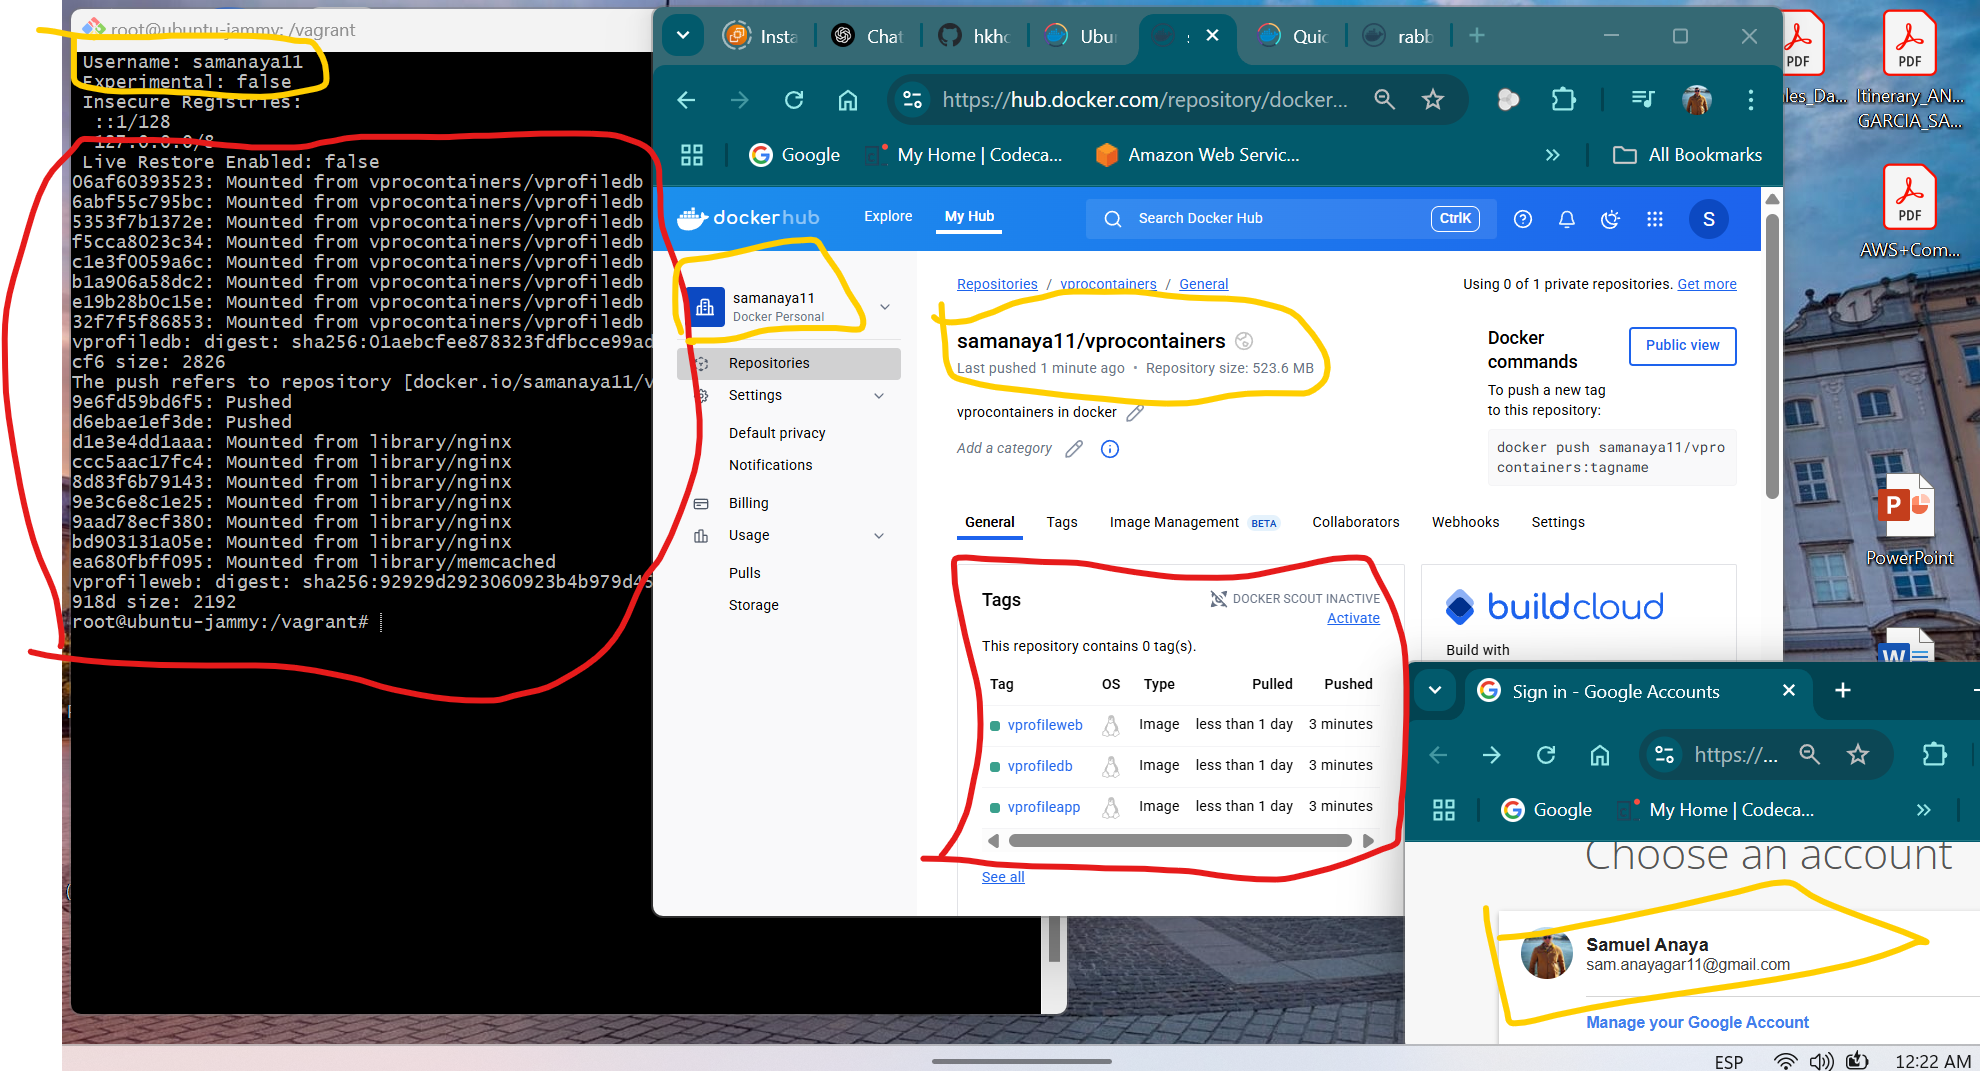 root@ubuntu-jammy: /vagrant
Username: samanaya11
Experimental: false
Insecure Registries:
::1/128
127.0.0.0/8
Live Restore Enabled: false
06af60393523: Mounted from vprocontainers/vprofiledb
6abf55c795bc: Mounted from vprocontainers/vprofiledb
5353f7b1372e: Mounted from vprocontainers/vprofiledb
f5cca8023c34: Mounted from vprocontainers/vprofiledb
c1e3f0059a6c: Mounted from vprocontainers/vprofiledb
b1a906a58dc2: Mounted from vprocontainers/vprofiledb
e19b28b0c15e: Mounted from vprocontainers/vprofiledb
32f7f5f86853: Mounted from vprocontainers/vprofiledb
vprofiledb: digest: sha256:01aebcfee878323fdfbcce99ad
cf6 size: 2826
The push refers to repository [docker.io/samanaya11/v
9e6fd59bd6f5: Pushed
d6ebae1ef3de: Pushed
d1e3e4dd1aaa: Mounted from library/nginx
ccc5aac17fc4: Mounted from library/nginx
8d83f6b79143: Mounted from library/nginx
9e3c6e8c1e25: Mounted from library/nginx
9aad78ecf380: Mounted from library/nginx
bd903131a05e: Mounted from library/nginx
ea680fbff095: Mounted from library/memcached
vprofileweb: digest: sha256:92929d2923060923b4b979d45
918d size: 2192
root@ubuntu-jammy:/vagrant#
Insta
Chat
hkhc
Ubun
Quic
rabb
https://hub.docker.com/repository/docker...
Google
My Home | Codeca...
Amazon Web Servic...
All Bookmarks
dockerhub
Explore
My Hub
Search Docker Hub
CtrlK
S
samanaya11
Docker Personal
Repositories
Settings
Default privacy
Notifications
Billing
Usage
Pulls
Storage
Repositories / vprocontainers / General
Using 0 of 1 private repositories. Get more
samanaya11/vprocontainers
Last pushed 1 minute ago • Repository size: 523.6 MB
vprocontainers in docker
Add a category
Docker
commands
Public view
To push a new tag
to this repository:
docker push samanaya11/vpro
containers:tagname
General
Tags
Image Management BETA
Collaborators
Webhooks
Settings
Tags
DOCKER SCOUT INACTIVE
Activate
This repository contains 0 tag(s).
Tag OS Type Pulled Pushed
vprofileweb Image less than 1 day 3 minutes
vprofiledb Image less than 1 day 3 minutes
vprofileapp Image less than 1 day 3 minutes
See all
buildcloud
Build with
Sign in - Google Accounts
https://...
Google
My Home | Codeca...
Choose an account
Samuel Anaya
sam.anayagar11@gmail.com
Manage your Google Account
PDF
PDF
Itinerary_AN...
GARCIA_SA...
PDF
AWS+Com...
PowerPoint
ESP
12:22 AM